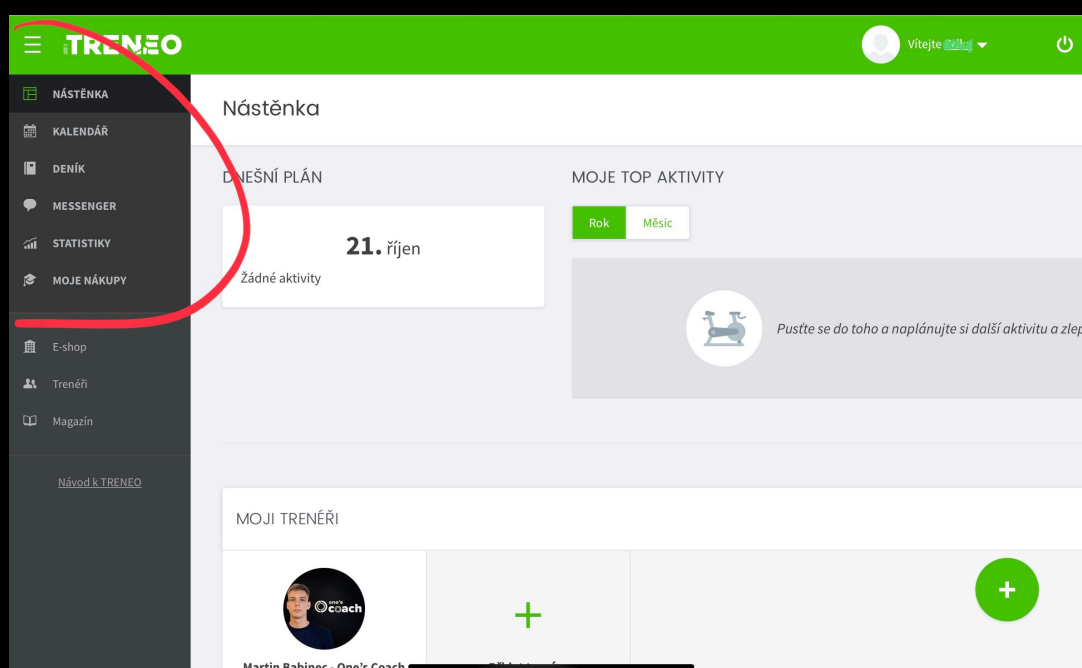 TRENEO
Vítejte
NÁSTĚNKA
KALENDÁŘ
DENÍK
MESSENGER
STATISTIKY
MOJE NÁKUPY
E-shop
Trenéři
Magazín
Návod k TRENEO
Nástěnka
DNEŠNÍ PLÁN
21. říjen
Žádné aktivity
MOJE TOP AKTIVITY
Rok Měsíc
Pusťte se do toho a naplánujte si další aktivitu a
MOJI TRENÉŘI
one's
coach
Martin Babinec - One's Coach